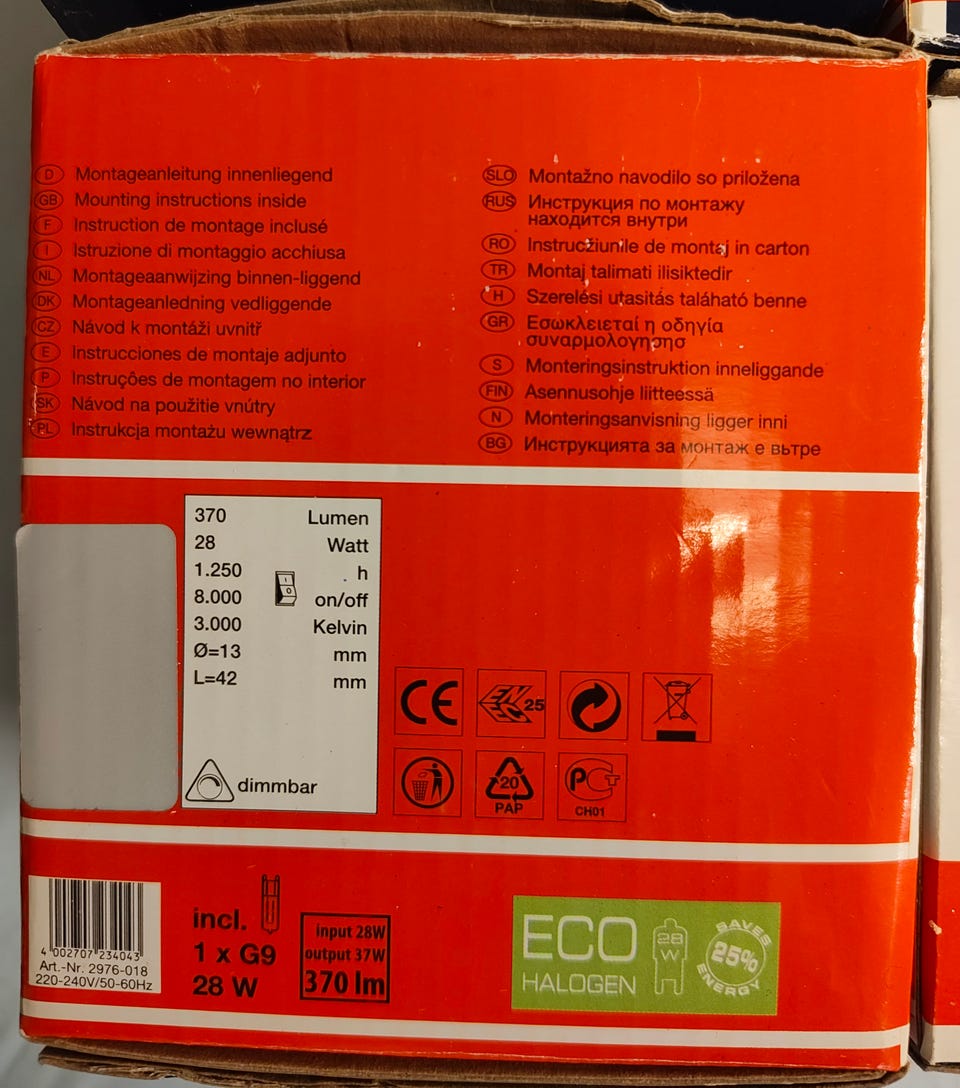 D Montageanleitung innenliegend
GB Mounting instructions inside
F Instruction de montage inclusé
I Istruzione di montaggio acchiusa
NL Montageaanwijzing binnen-liggend
DK Montageanledning vedliggende
CZ Návod k montáži uvnitř
E Instrucciones de montaje adjunto
P Instruções de montagem no interior
SK Návod na použitie vnútry
PL Instrukcja montażu wewnątrz
SLO Montažno navodilo so priložena
RUS Инструкция по монтажу
находится внутри
RO Instrucžiunile de montaj in carton
TR Montaj talimati ilisiktedir
H Szerelési utasitás taláható benne
GR Εσωκλειεταί η οδηγία
συναρμολογησησ
S Monteringsinstruktion inneliggande
FIN Asennusohje liitteessä
N Monteringsanvisning ligger inni
BG Инструкцията за монтаж е вътре
370 Lumen
28 Watt
1.250 h
8.000 on/off
3.000 Kelvin
Ø=13 mm
L=42 mm
dimmbar
CE
ENEC 25
20
PAP
РСТ
CH01
4 002707 234043
Art.-Nr. 2976-018
220-240V/50-60Hz
incl.
1 x G9
28 W
input 28W
output 37W
370 lm
ECO
HALOGEN
28
W
SAVES
25%
ENERGY